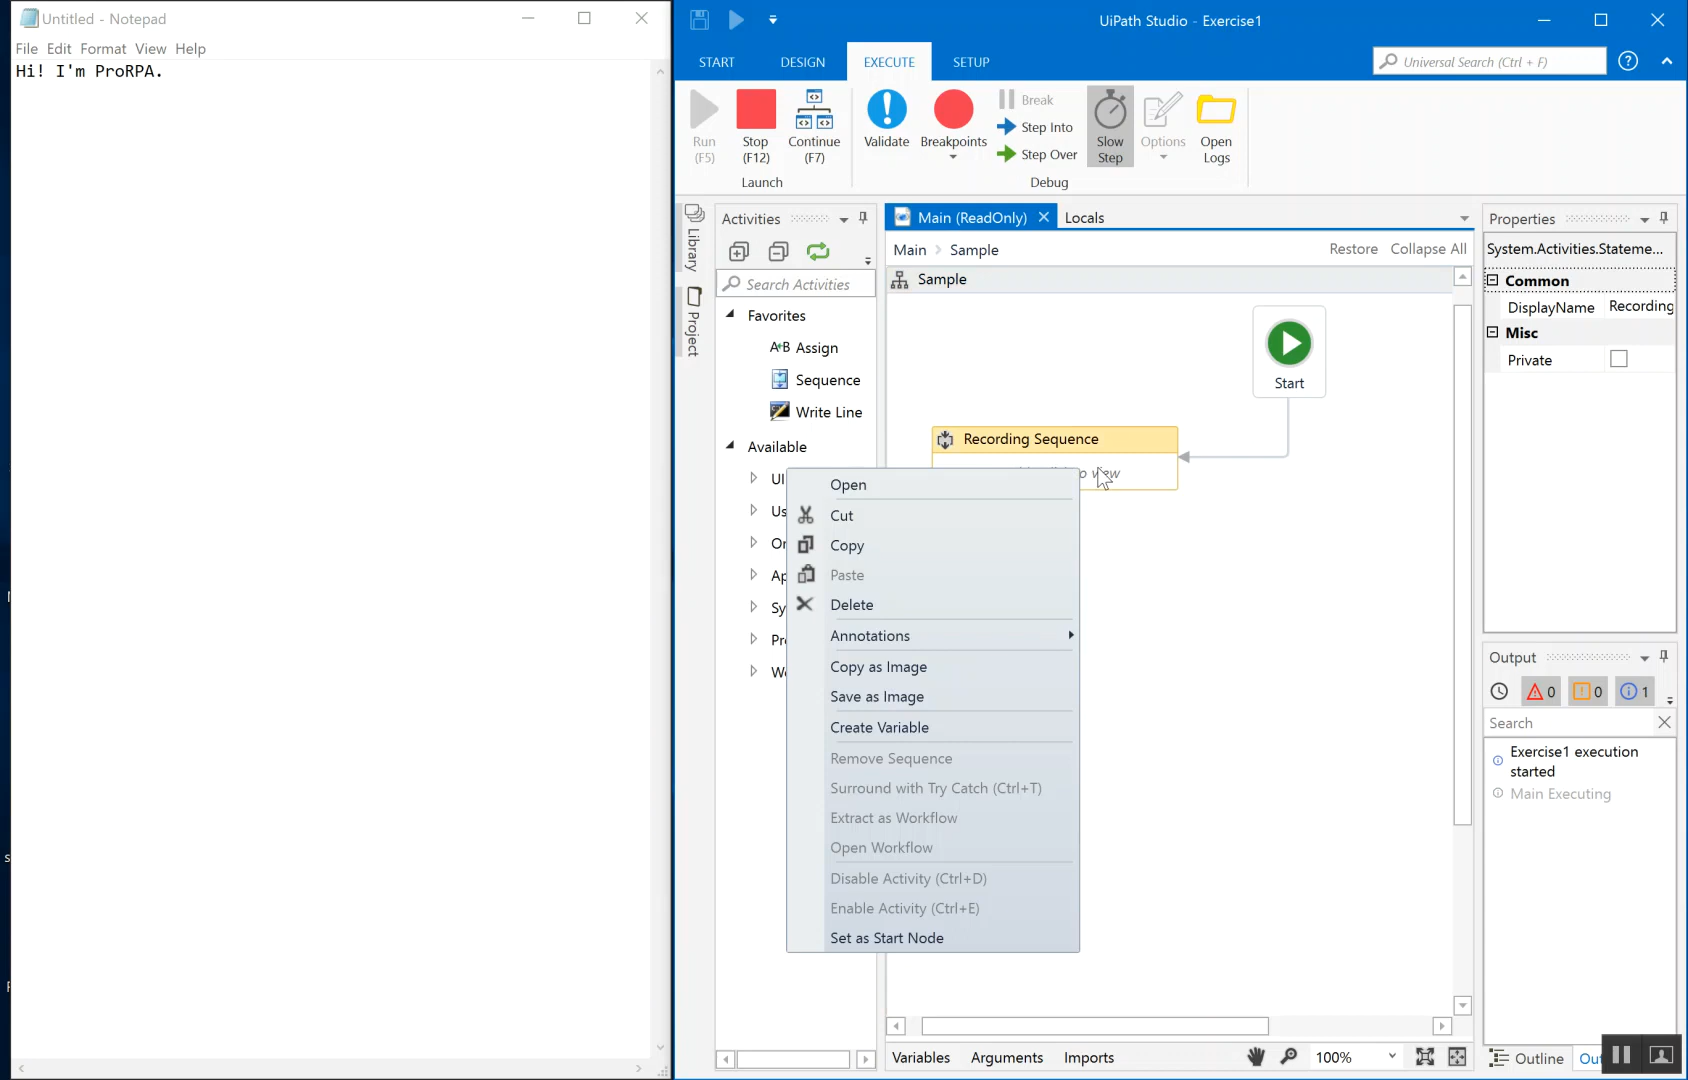 Untitled - Notepad
File Edit Format View Help
Hi! I'm ProRPA.
UiPath Studio - Exercise1
START DESIGN EXECUTE SETUP
Universal Search (Ctrl + F)
Run (F5)
Stop (F12)
Continue (F7)
Launch
Validate
Breakpoints
Break
Step Into
Step Over
Slow Step
Options
Open Logs
Debug
Library
Project
Activities
Search Activities
Favorites
A+B Assign
Sequence
Write Line
Available
UI
Us
Or
Ap
Sy
Pr
Main (ReadOnly)
Locals
Main > Sample
Restore Collapse All
Sample
Start
Recording Sequence
Open
Cut
Copy
Paste
Delete
Annotations
Copy as Image
Save as Image
Create Variable
Remove Sequence
Surround with Try Catch (Ctrl+T)
Extract as Workflow
Open Workflow
Disable Activity (Ctrl+D)
Enable Activity (Ctrl+E)
Set as Start Node
Variables Arguments Imports
100%
Properties
System.Activities.Stateme...
Common
DisplayName Recording
Misc
Private
Output
0 0 1
Search
Exercise1 execution
started
Main Executing
Outline
Ou